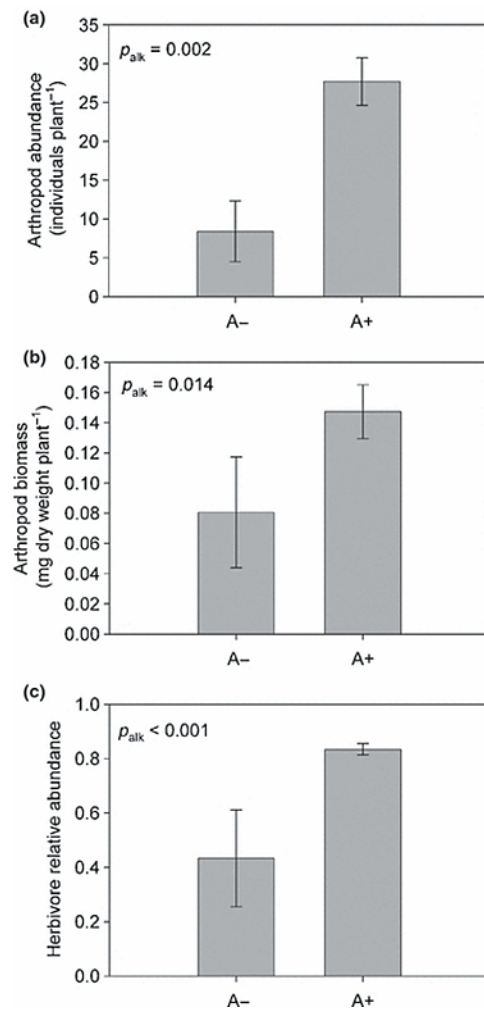 (a)
p_alk = 0.002
Arthropod abundance
(individuals plant⁻¹)
35
30
25
20
15
10
5
0
A–
A+
(b)
p_alk = 0.014
Arthropod biomass
(mg dry weight plant⁻¹)
0.18
0.16
0.14
0.12
0.10
0.08
0.06
0.04
0.02
0.00
A–
A+
(c)
p_alk < 0.001
Herbivore relative abundance
1.0
0.8
0.6
0.4
0.2
0.0
A–
A+